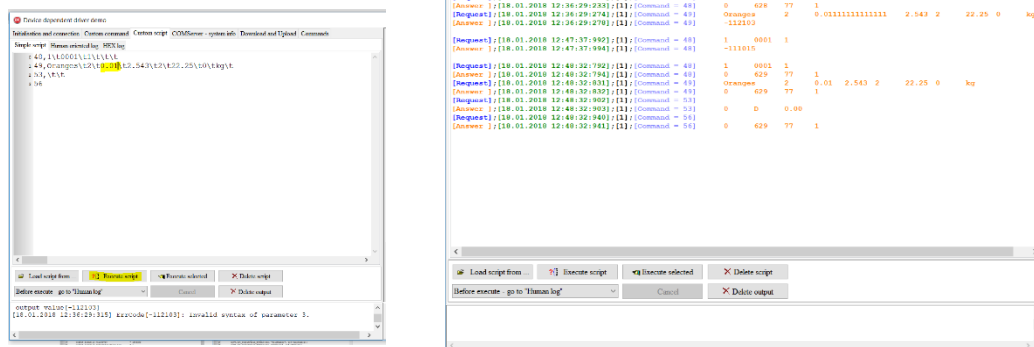 Device dependent driver demo
Initialization and connection Custom command Custom script COMServer - system info Download and Upload Commands
Simple script Human oriented log HEX log
1 48,1\t0001\t1\t\t\t
2 49,Oranges\t2\t0.01\t2.543\t2\t22.25\t0\tkg\t
3 53,\t\t
4 56
Load script from Execute script Execute selected Delete script
Before execute - go to "Human log" Cancel Delete output
output value[-112103]
[18.01.2018 12:36:29:315] ErrCode[-112103]: invalid syntax of parameter 3.
[Answer ];[18.01.2018 12:36:29:233];[1];[Command = 48] 0 628 77 1
[Request];[18.01.2018 12:36:29:274];[1];[Command = 49] Oranges 2 0.01111111111111 2.543 2 22.25 0 kg
[Answer ];[18.01.2018 12:36:29:278];[1];[Command = 49] -112103
[Request];[18.01.2018 12:47:37:992];[1];[Command = 48] 1 0001 1
[Answer ];[18.01.2018 12:47:37:994];[1];[Command = 48] -111015
[Request];[18.01.2018 12:48:32:792];[1];[Command = 48] 1 0001 1
[Answer ];[18.01.2018 12:48:32:794];[1];[Command = 48] 0 629 77 1
[Request];[18.01.2018 12:48:32:831];[1];[Command = 49] Oranges 2 0.01 2.543 2 22.25 0 kg
[Answer ];[18.01.2018 12:48:32:832];[1];[Command = 49] 0 629 77 1
[Request];[18.01.2018 12:48:32:902];[1];[Command = 53]
[Answer ];[18.01.2018 12:48:32:903];[1];[Command = 53] 0 D 0.00
[Request];[18.01.2018 12:48:32:940];[1];[Command = 56]
[Answer ];[18.01.2018 12:48:32:941];[1];[Command = 56] 0 629 77 1
Load script from ... Execute script Execute selected Delete script
Before execute - go to "Human log" Cancel Delete output